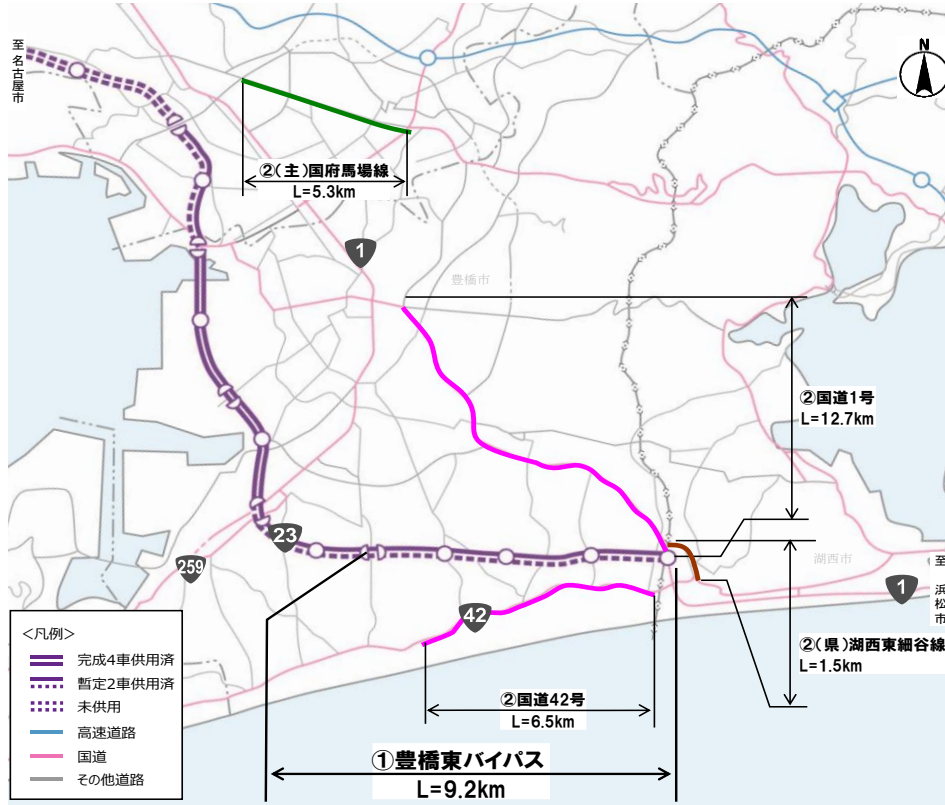 至
名
古
屋
市
N
②(主)国府馬場線
L=5.3km
1
豊橋市
②国道1号
L=12.7km
23
259
湖西市
至
浜
松
市
1
42
②(県)湖西東細谷線
L=1.5km
②国道42号
L=6.5km
①豊橋東バイパス
L=9.2km
<凡例>
完成4車供用済
暫定2車供用済
未供用
高速道路
国道
その他道路